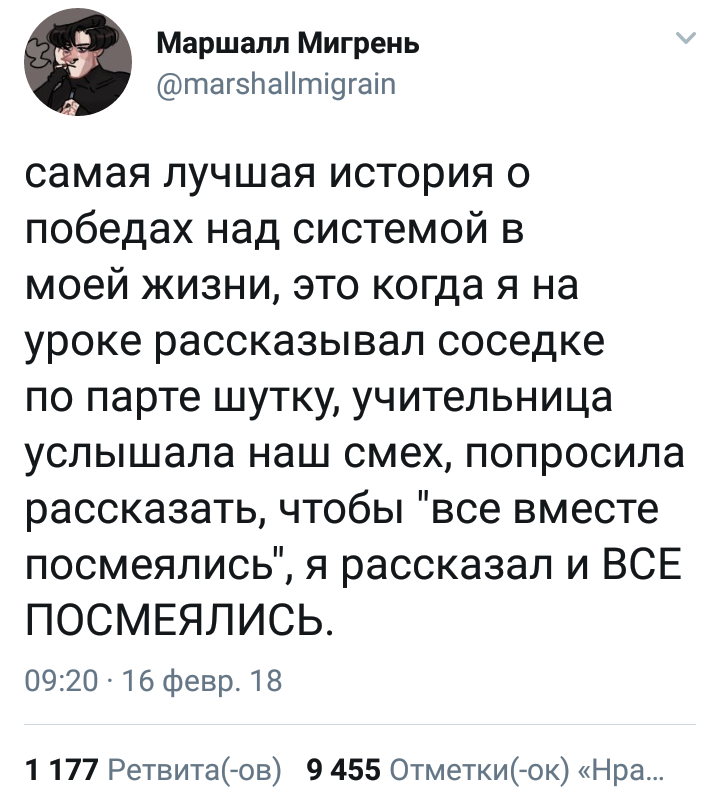 Маршалл Мигрень
@marshallmigrain
самая лучшая история о
победах над системой в
моей жизни, это когда я на
уроке рассказывал соседке
по парте шутку, учительница
услышала наш смех, попросила
рассказать, чтобы "все вместе
посмеялись", я рассказал и ВСЕ
ПОСМЕЯЛИСЬ.
09:20 · 16 февр. 18
1 177 Ретвита(-ов) 9 455 Отметки(-ок) «Нра...